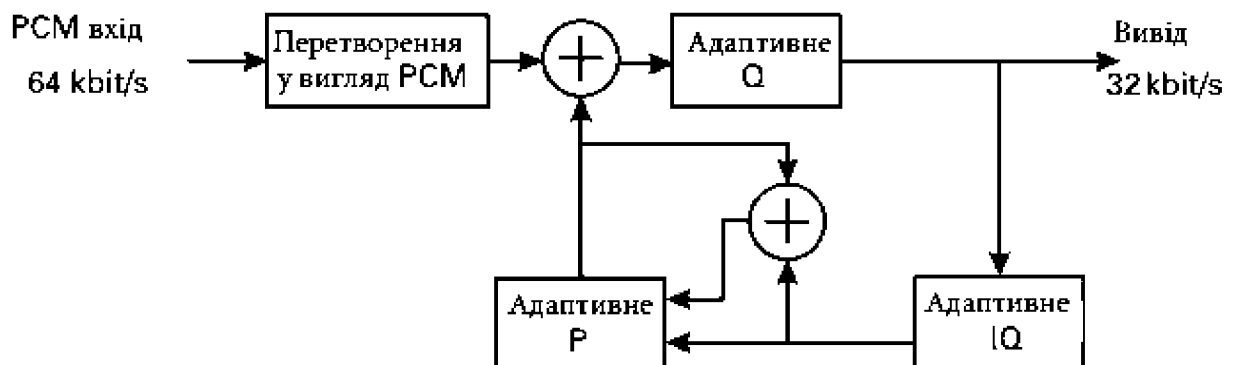 PCM вхід
64 kbit/s
Перетворення
у вигляд PCM
Адаптивне
Q
Вивід
32 kbit/s
Адаптивне
P
Адаптивне
IQ